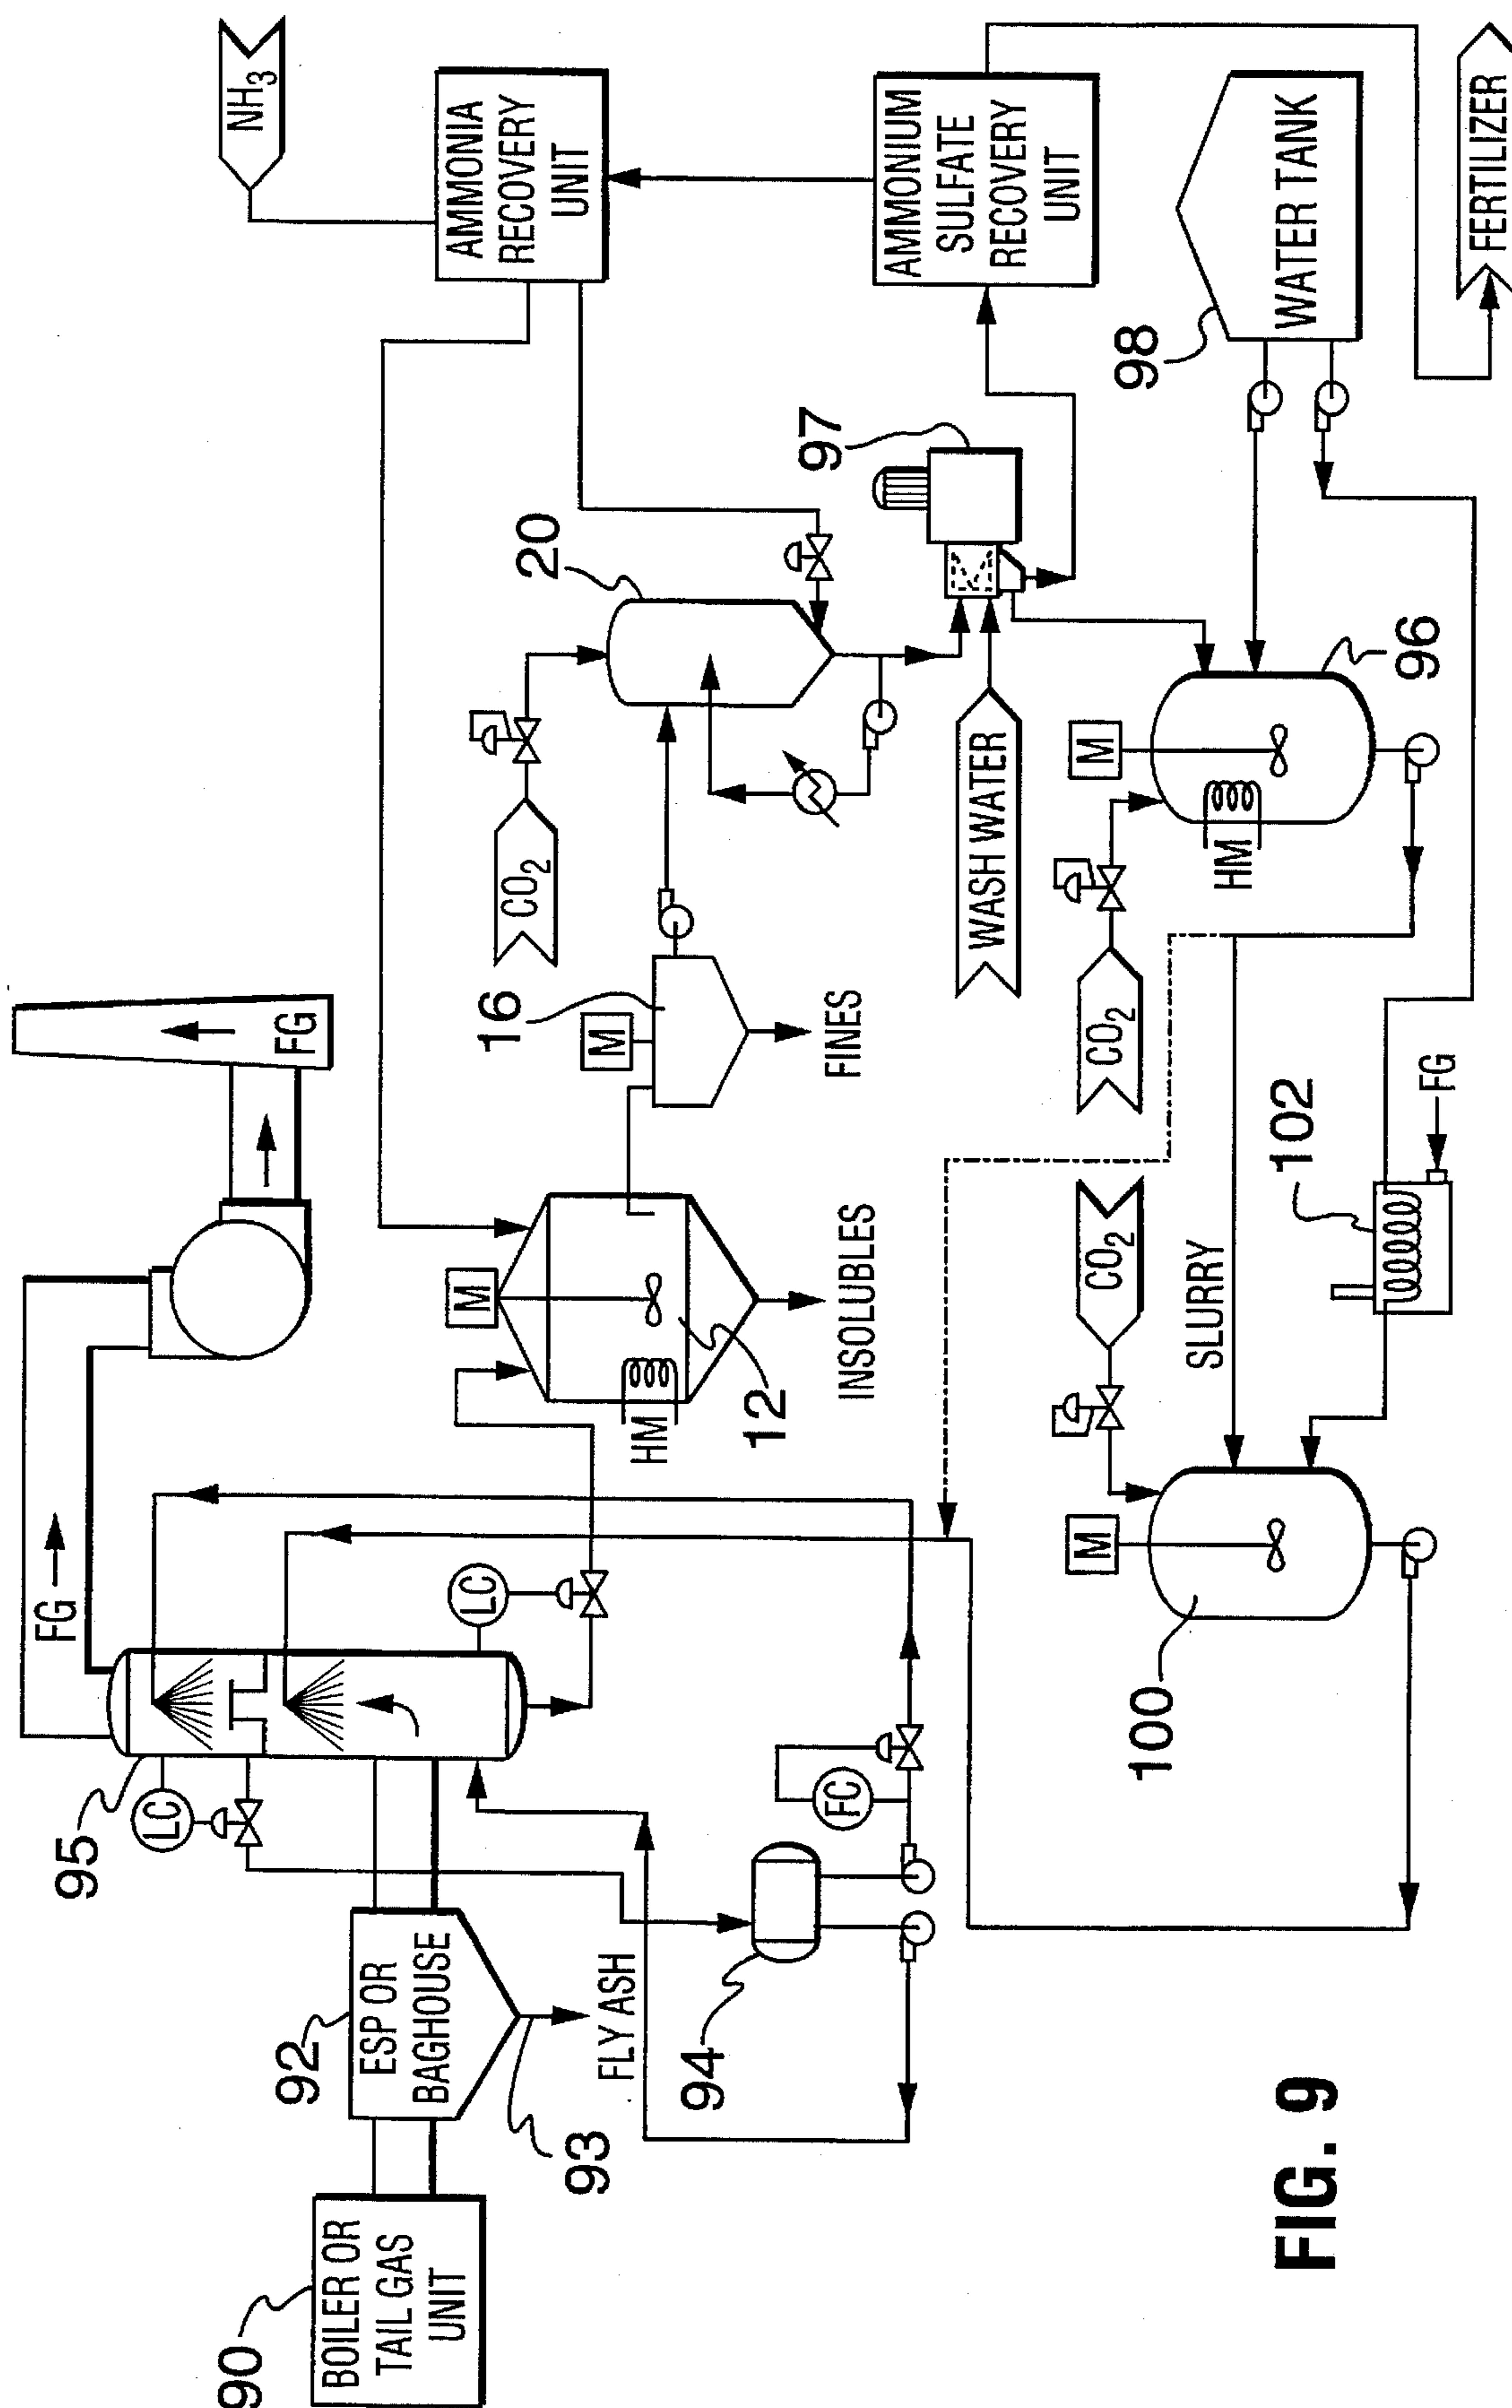 90
BOILER OR
TAIL GAS
UNIT
92
ESP OR
BAGHOUSE
93
FLY ASH
95
LC
FG
LC
94
FC
FG
M
HM
12
INSOLUBLES
16
M
FINES
CO2
20
NH3
AMMONIA
RECOVERY
UNIT
97
WASH WATER
AMMONIUM
SULFATE
RECOVERY
UNIT
98
WATER TANK
FERTILIZER
M
HM
96
CO2
CO2
SLURRY
102
FG
M
100
FIG. 9